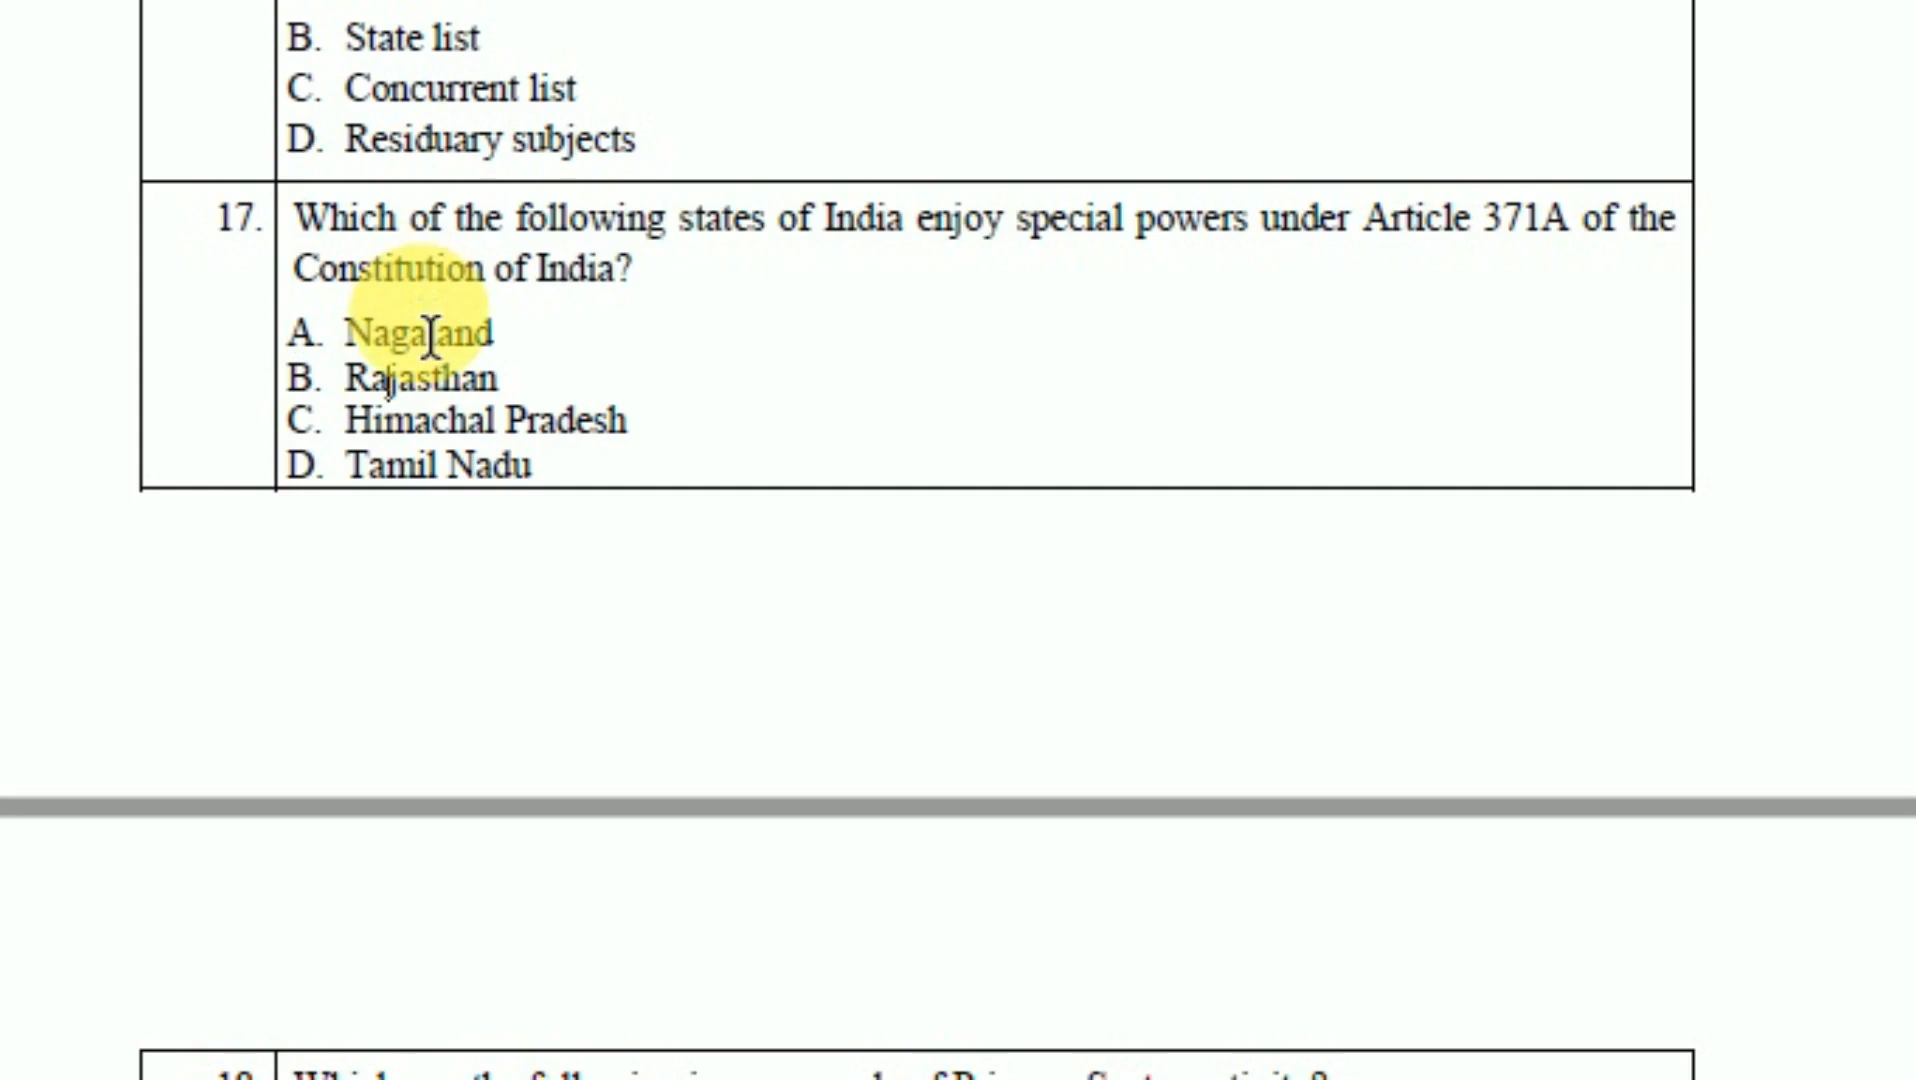 B. State list
C. Concurrent list
D. Residuary subjects
17. Which of the following states of India enjoy special powers under Article 371A of the
Constitution of India?
A. Nagaland
B. Rajasthan
C. Himachal Pradesh
D. Tamil Nadu